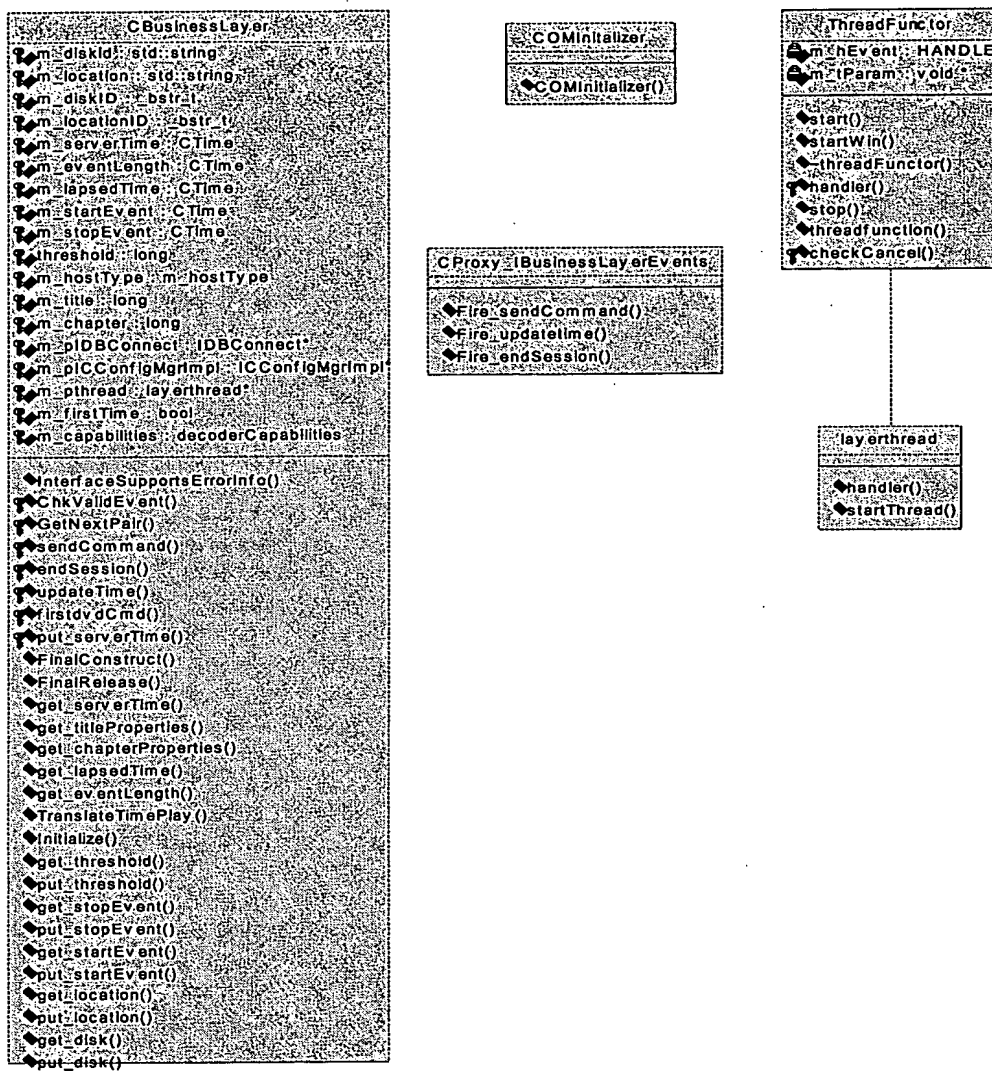 CBusinessLayer
m_diskId : std::string
m_location : std::string
m_diskID : _bstr_t
m_locationID : _bstr_t
m_serverTime : CTime
m_eventLength : CTime
m_lapsedTime : CTime
m_startEvent : CTime
m_stopEvent : CTime
threshold : long
m_hostType : m_hostType
m_title : long
m_chapter : long
m_pIDBConnect : IDBConnect*
m_pICConfigMgrImpl : ICConfigMgrImpl*
m_pthread : layerthread*
m_firstTime : bool
m_capabilities : decoderCapabilities
InterfaceSupportsErrorInfo()
ChkValidEvent()
GetNextPair()
sendCommand()
endSession()
updateTime()
firstdvdCmd()
put_serverTime()
FinalConstruct()
FinalRelease()
get_serverTime()
get_titleProperties()
get_chapterProperties()
get_lapsedTime()
get_eventLength()
TranslateTimePlay()
Initialize()
get_threshold()
put_threshold()
get_stopEvent()
put_stopEvent()
get_startEvent()
put_startEvent()
get_location()
put_location()
get_disk()
put_disk()
COMInitalizer
COMInitializer()
CProxy_IBusinessLayerEvents
Fire_sendCommand()
Fire_updatetime()
Fire_endSession()
ThreadFunctor
m_hEvent : HANDLE
m_tParam : void *
start()
startWin()
~threadFunctor()
handler()
stop()
threadfunction()
checkCancel()
layerthread
handler()
startThread()